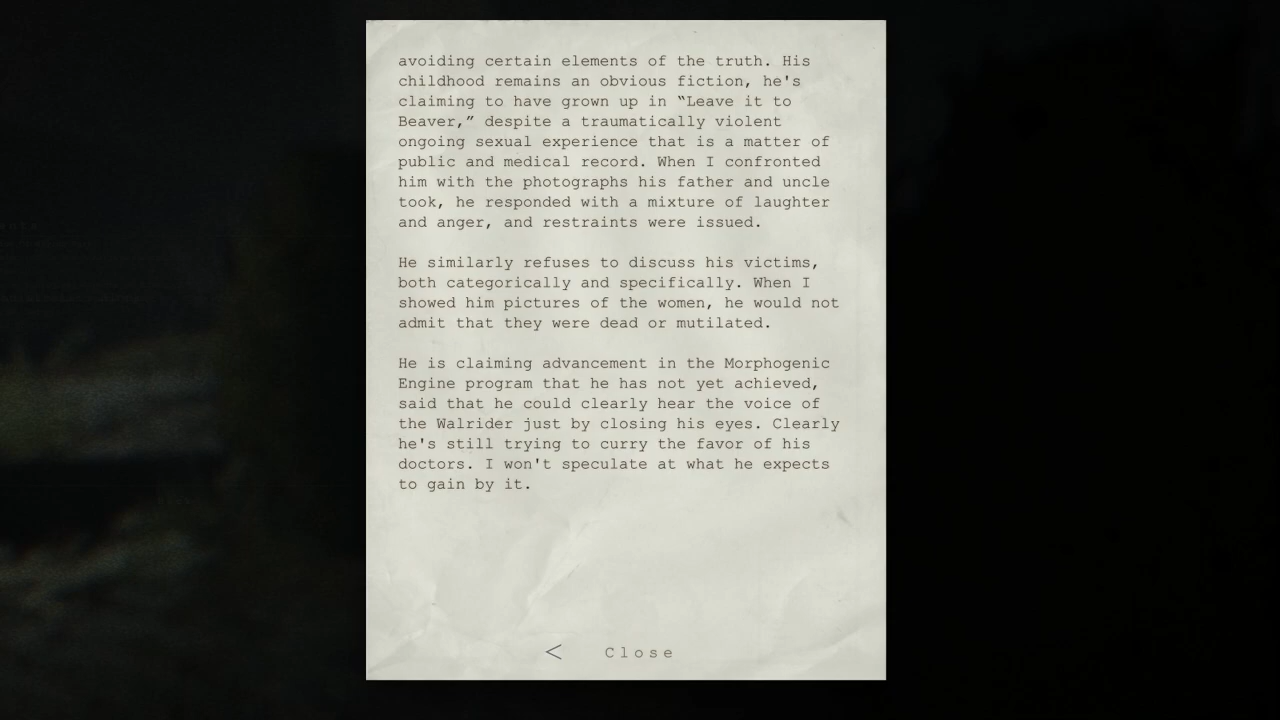 avoiding certain elements of the truth. His
childhood remains an obvious fiction, he's
claiming to have grown up in “Leave it to
Beaver,” despite a traumatically violent
ongoing sexual experience that is a matter of
public and medical record. When I confronted
him with the photographs his father and uncle
took, he responded with a mixture of laughter
and anger, and restraints were issued.
He similarly refuses to discuss his victims,
both categorically and specifically. When I
showed him pictures of the women, he would not
admit that they were dead or mutilated.
He is claiming advancement in the Morphogenic
Engine program that he has not yet achieved,
said that he could clearly hear the voice of
the Walrider just by closing his eyes. Clearly
he's still trying to curry the favor of his
doctors. I won't speculate at what he expects
to gain by it.
< Close